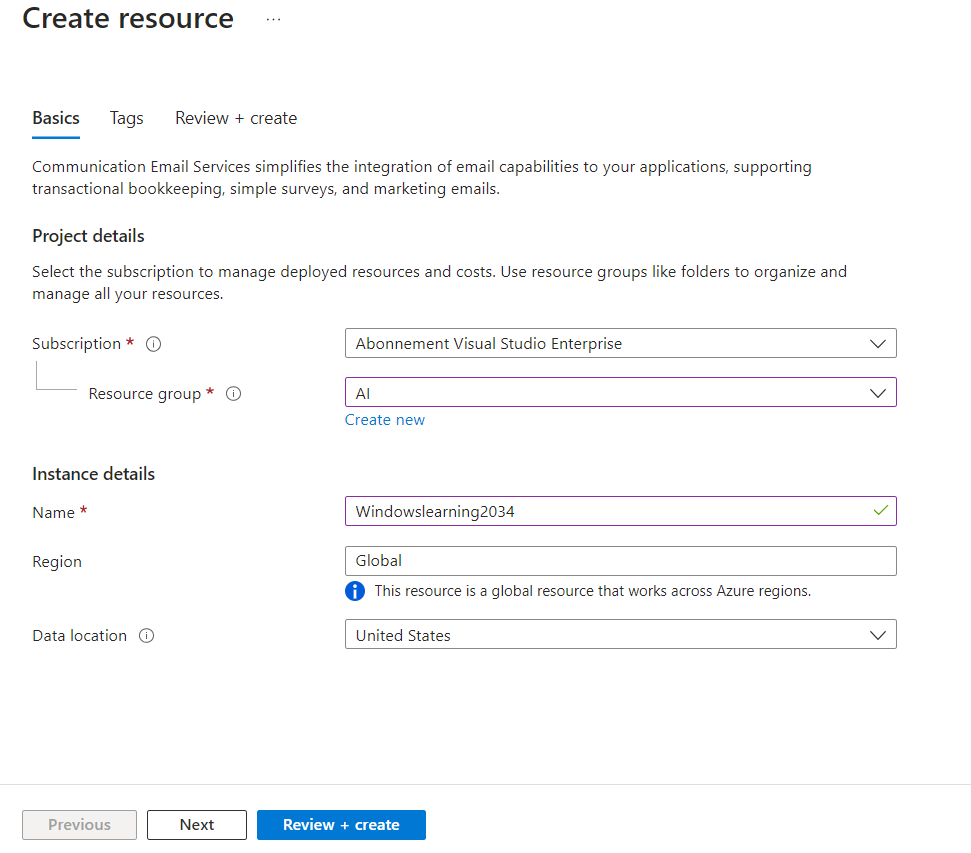 Create resource ...
Basics Tags Review + create
Communication Email Services simplifies the integration of email capabilities to your applications, supporting
transactional bookkeeping, simple surveys, and marketing emails.
Project details
Select the subscription to manage deployed resources and costs. Use resource groups like folders to organize and
manage all your resources.
Subscription * Abonnement Visual Studio Enterprise
Resource group * AI
Create new
Instance details
Name * Windowslearning2034
Region Global
This resource is a global resource that works across Azure regions.
Data location United States
Previous Next Review + create